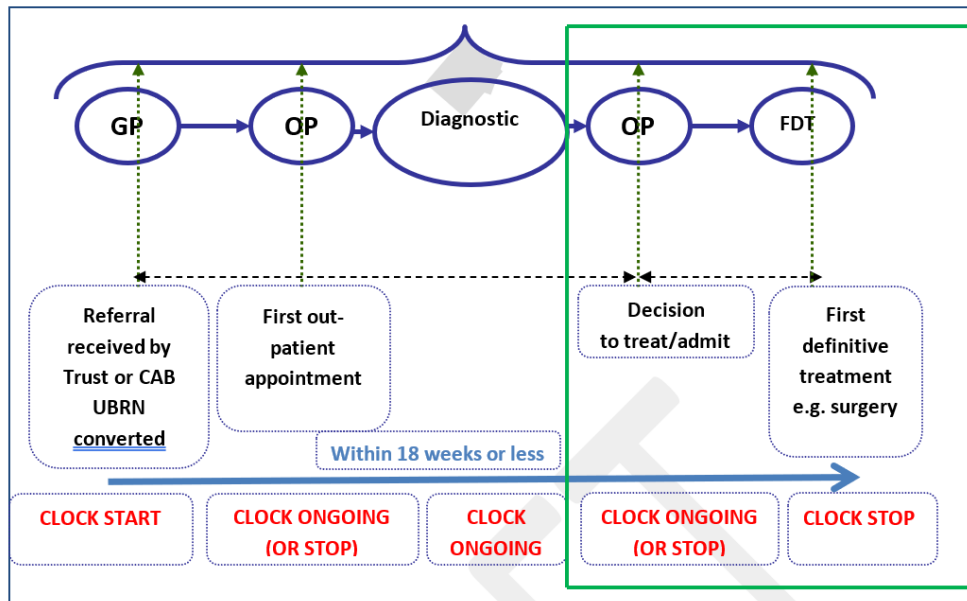 GP
OP
Diagnostic
OP
FDT
Referral
received by
Trust or CAB
UBRN
converted
First out-
patient
appointment
Decision
to treat/admit
First
definitive
treatment
e.g. surgery
Within 18 weeks or less
CLOCK START
CLOCK ONGOING
(OR STOP)
CLOCK
ONGOING
CLOCK ONGOING
(OR STOP)
CLOCK STOP